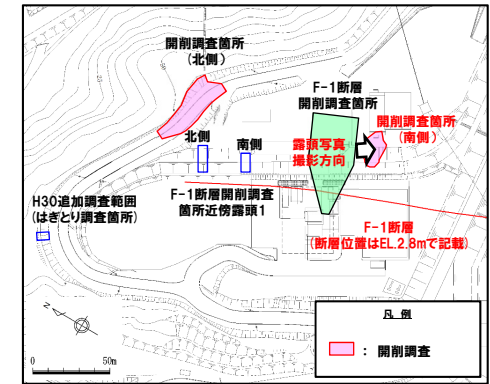 開削調査箇所
(北側)
F-1断層
開削調査箇所
開削調査箇所
(南側)
露頭写真
撮影方向
北側
南側
F-1断層開削調査
箇所近傍露頭1
H30追加調査範囲
(はぎとり調査箇所)
F-1断層
(断層位置はEL.2.8mで記載)
N
凡 例
: 開削調査
0
50m